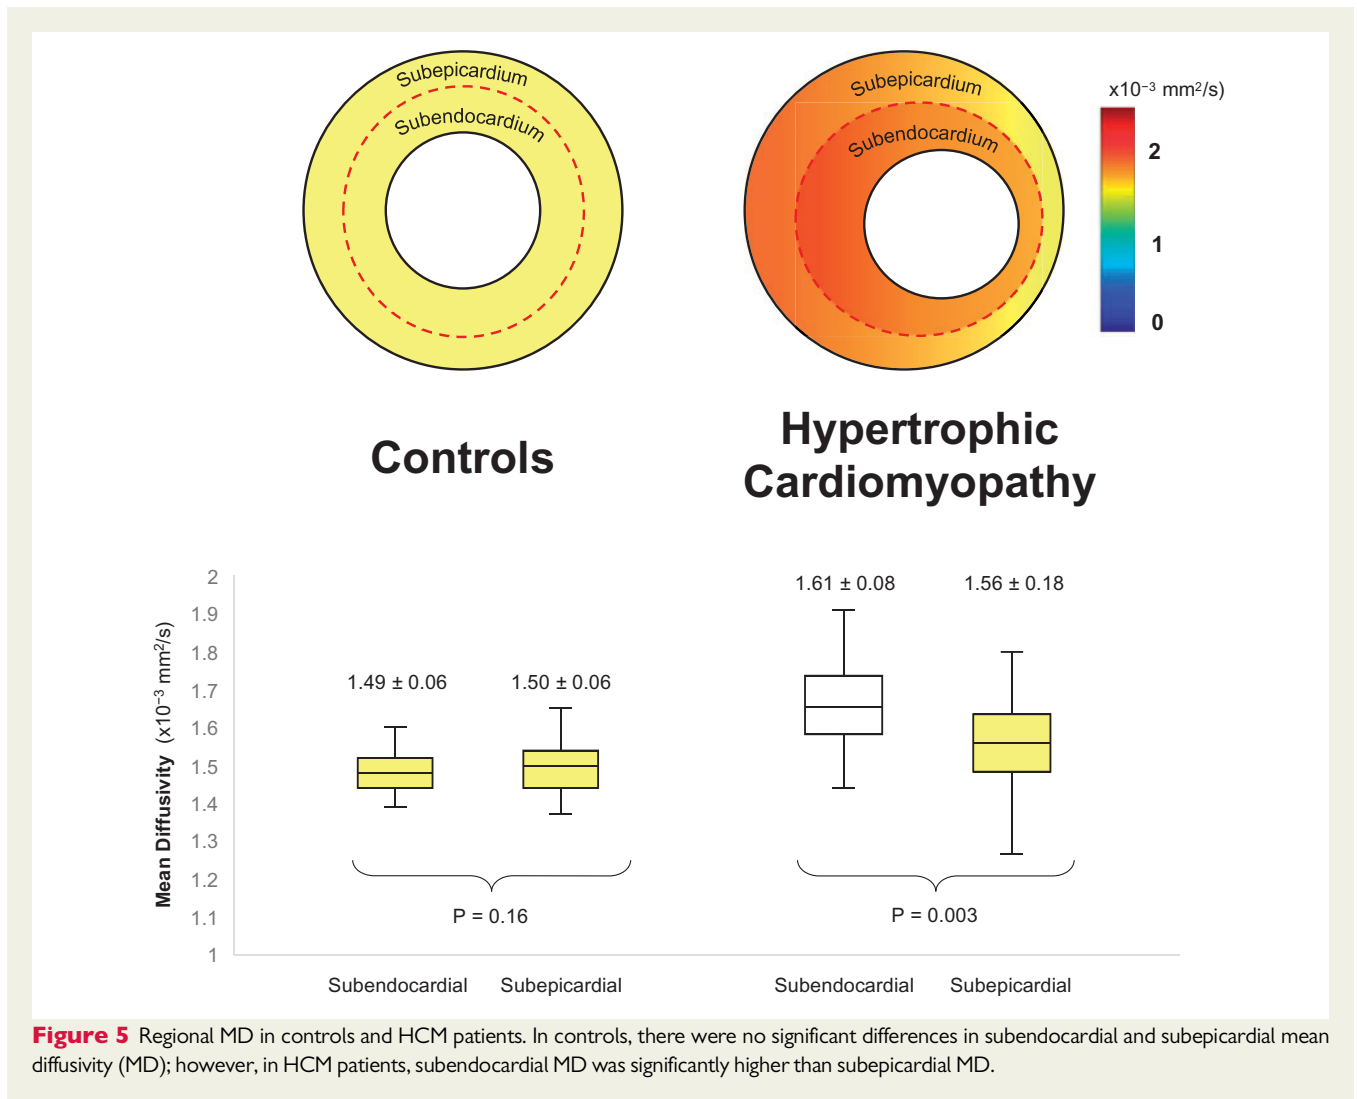 Subepicardium
Subendocardium
Subepicardium
Subendocardium
x10⁻³ mm²/s)
2
1
0
Controls
Hypertrophic
Cardiomyopathy
Mean Diffusivity (x10⁻³ mm²/s)
2
1.9
1.8
1.7
1.6
1.5
1.4
1.3
1.2
1.1
1
1.49 ± 0.06
1.50 ± 0.06
1.61 ± 0.08
1.56 ± 0.18
P = 0.16
P = 0.003
Subendocardial
Subepicardial
Subendocardial
Subepicardial
Figure 5 Regional MD in controls and HCM patients. In controls, there were no significant differences in subendocardial and subepicardial mean
diffusivity (MD); however, in HCM patients, subendocardial MD was significantly higher than subepicardial MD.